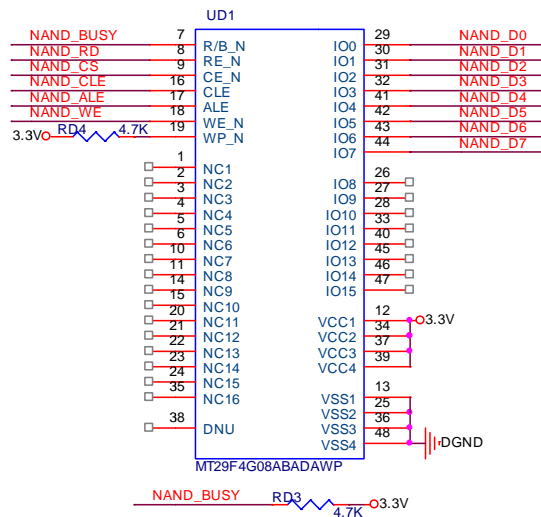 UD1
NAND_BUSY 7 R/B_N IO0 29 NAND_D0
NAND_RD 8 RE_N IO1 30 NAND_D1
NAND_CS 9 CE_N IO2 31 NAND_D2
NAND_CLE 16 CLE IO3 32 NAND_D3
NAND_ALE 17 ALE IO4 41 NAND_D4
NAND_WE 18 WE_N IO5 42 NAND_D5
3.3V RD4 4.7K 19 WP_N IO6 43 NAND_D6
IO7 44 NAND_D7
1 NC1
2 NC2 IO8 26
3 NC3 IO9 27
4 NC4 IO10 28
5 NC5 IO11 33
6 NC6 IO12 40
10 NC7 IO13 45
11 NC8 IO14 46
14 NC9 IO15 47
15 NC10
20 NC11 VCC1 12 3.3V
21 NC12 VCC2 34
22 NC13 VCC3 37
23 NC14 VCC4 39
24 NC15
35 NC16 VSS1 13
VSS2 25
38 DNU VSS3 36
VSS4 48 DGND
MT29F4G08ABADAWP
NAND_BUSY RD3 4.7K 3.3V